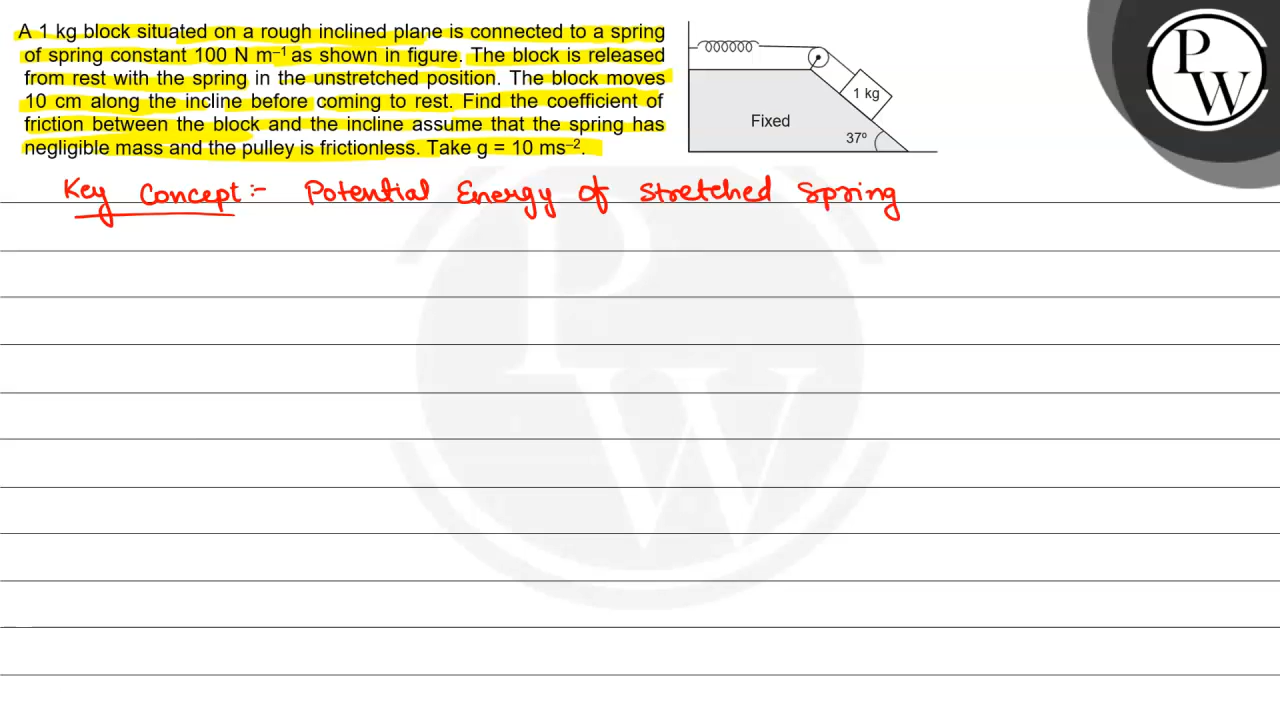 A 1 kg block situated on a rough inclined plane is connected to a spring
of spring constant 100 N m⁻¹ as shown in figure. The block is released
from rest with the spring in the unstretched position. The block moves
10 cm along the incline before coming to rest. Find the coefficient of
friction between the block and the incline assume that the spring has
negligible mass and the pulley is frictionless. Take g = 10 ms⁻².
1 kg
Fixed
37º
P
W
Key Concept :- Potential Energy of Stretched Spring
P
W